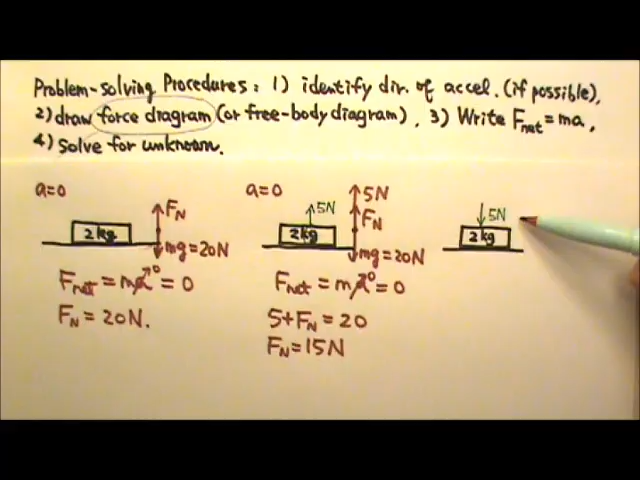 Problem-solving Procedures: 1) identify dir. of accel. (if possible),
2) draw force diagram (or free-body diagram), 3) Write Fnet = ma,
4) Solve for unknown.
a=0
FN
2kg
mg=20N
Fnet = ma⁰ = 0
FN = 20N.
a=0
5N
5N
FN
2kg
mg=20N
Fnet = ma⁰ = 0
5+FN = 20
FN=15N
5N
2kg